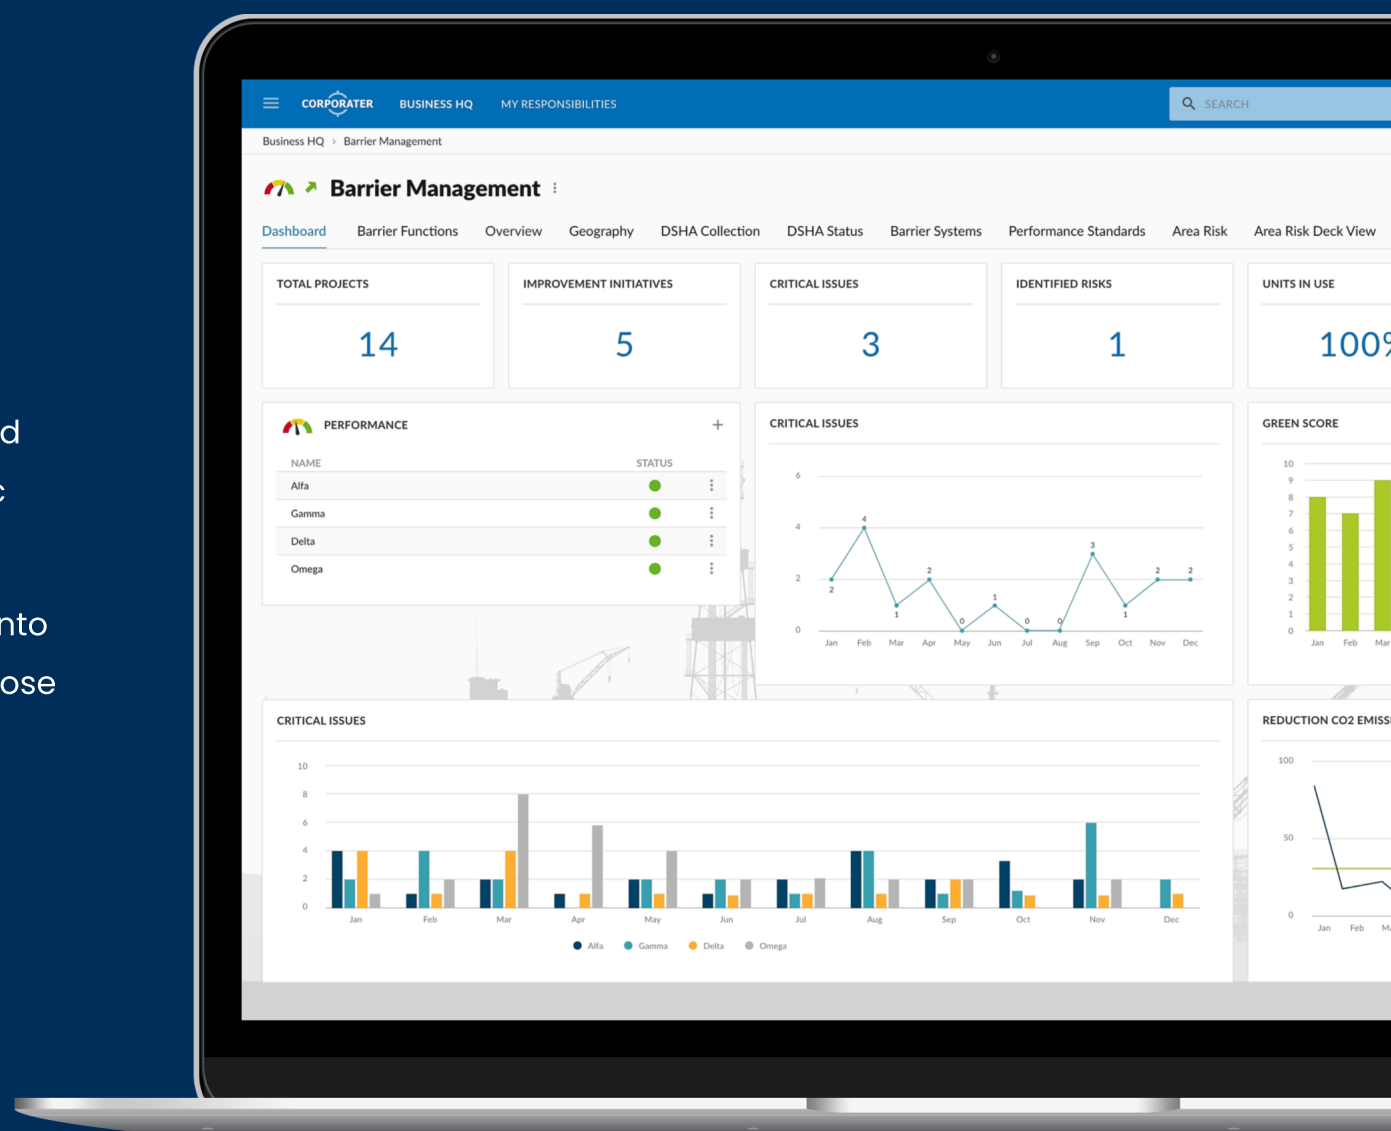 d
nto
ose
CORPORATER BUSINESS HQ MY RESPONSIBILITIES SEARCH
Business HQ > Barrier Management
Barrier Management
Dashboard Barrier Functions Overview Geography DSHA Collection DSHA Status Barrier Systems Performance Standards Area Risk Area Risk Deck View
TOTAL PROJECTS IMPROVEMENT INITIATIVES CRITICAL ISSUES IDENTIFIED RISKS UNITS IN USE
14 5 3 1 100%
PERFORMANCE +
NAME STATUS
Alfa
Gamma
Delta
Omega
CRITICAL ISSUES
6
4
2
0
2 4 1 2 0 1 0 0 3 1 2 2
Jan Feb Mar Apr May Jun Jul Aug Sep Oct Nov Dec
GREEN SCORE
10
9
8
7
6
5
4
3
2
1
0
Jan Feb Mar
CRITICAL ISSUES
10
8
6
4
2
0
Jan Feb Mar Apr May Jun Jul Aug Sep Oct Nov Dec
Alfa Gamma Delta Omega
REDUCTION CO2 EMISS
100
50
0
Jan Feb Ma